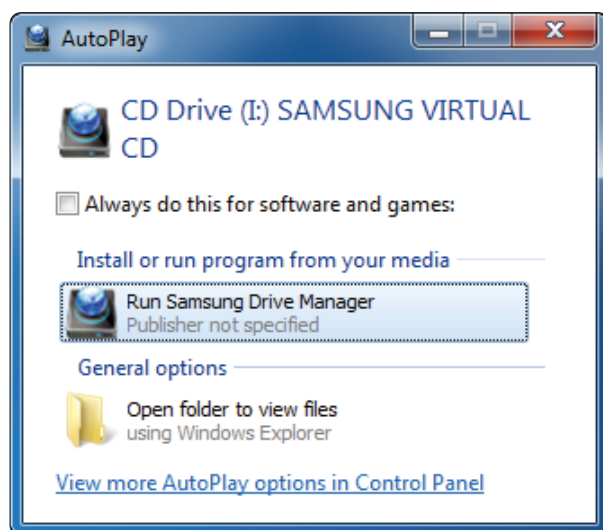 AutoPlay
CD Drive (I:) SAMSUNG VIRTUAL
CD
Always do this for software and games:
Install or run program from your media
Run Samsung Drive Manager
Publisher not specified
General options
Open folder to view files
using Windows Explorer
View more AutoPlay options in Control Panel